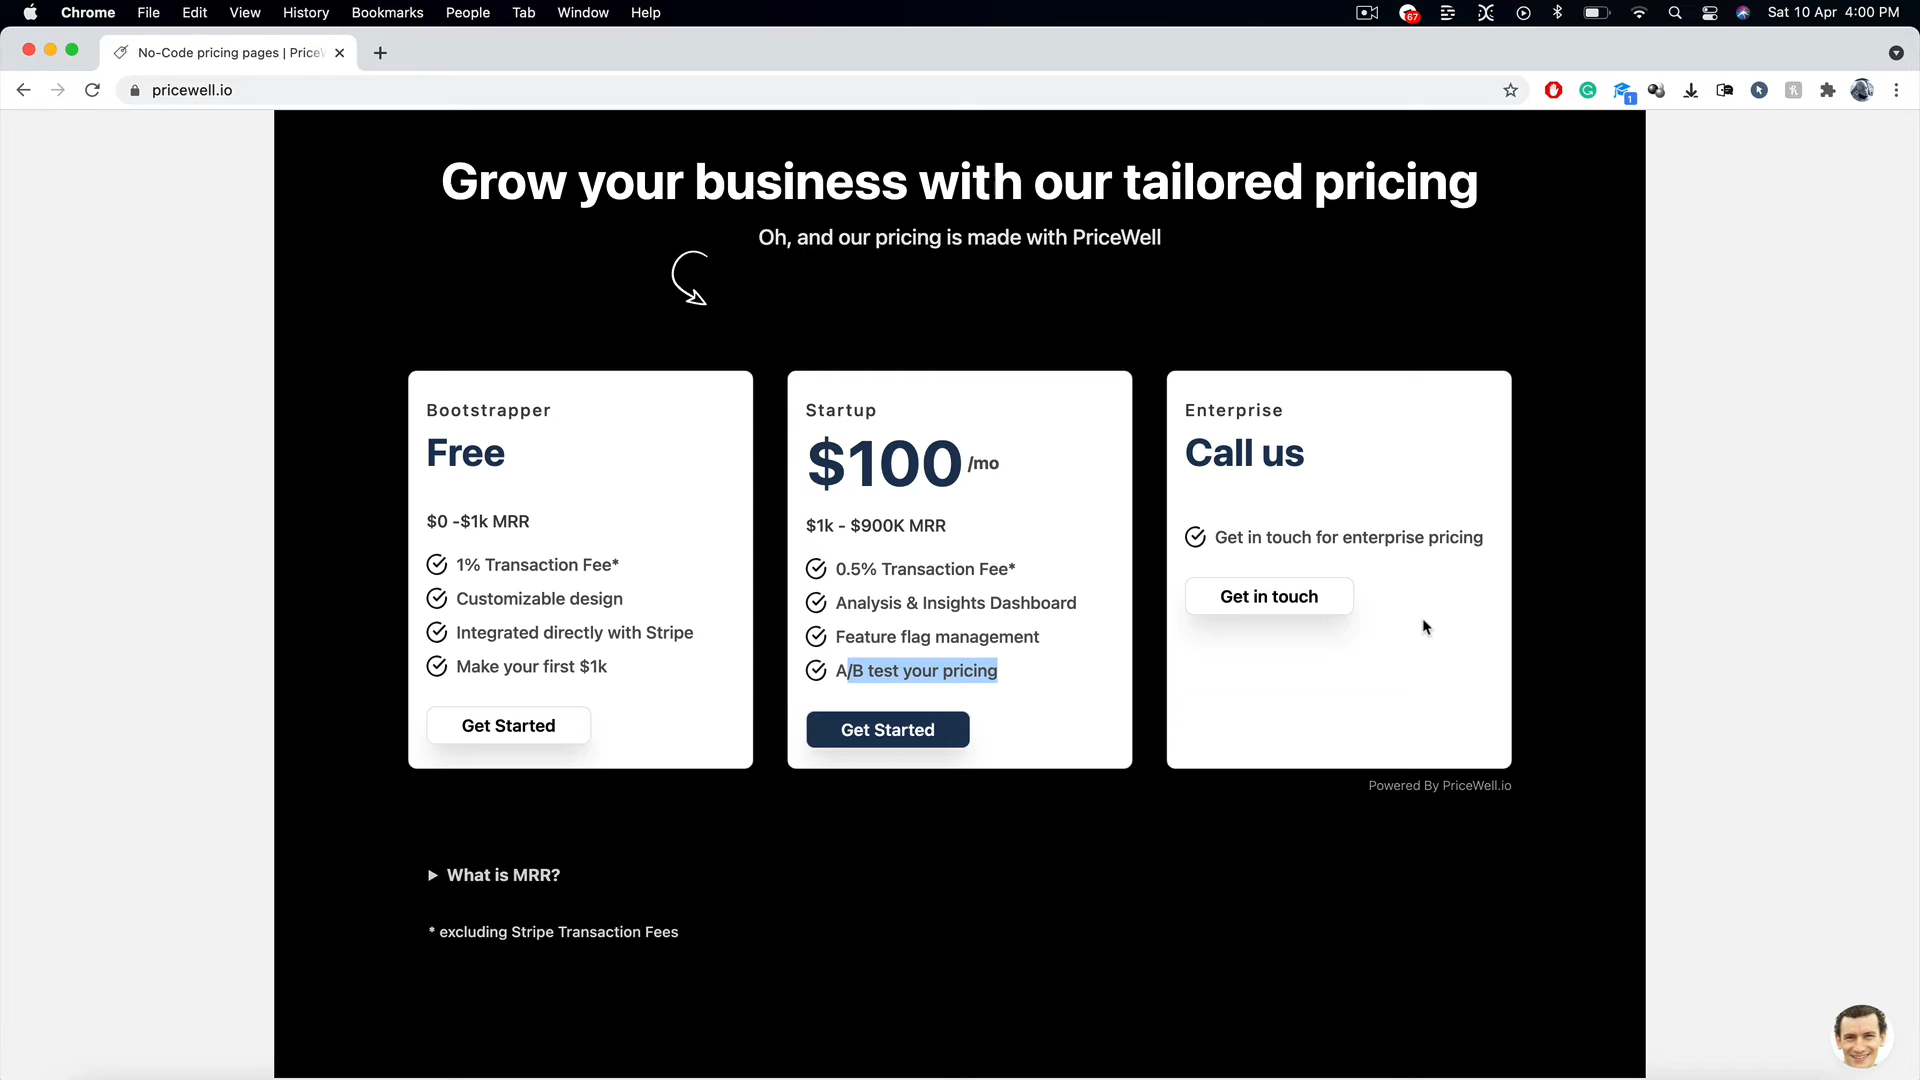 Chrome File Edit View History Bookmarks People Tab Window Help
67
Sat 10 Apr 4:00 PM
No-Code pricing pages | Price
pricewell.io
1
Grow your business with our tailored pricing
Oh, and our pricing is made with PriceWell
Bootstrapper
Free
$0 -$1k MRR
1% Transaction Fee*
Customizable design
Integrated directly with Stripe
Make your first $1k
Get Started
Startup
$100 /mo
$1k - $900K MRR
0.5% Transaction Fee*
Analysis & Insights Dashboard
Feature flag management
A/B test your pricing
Get Started
Enterprise
Call us
Get in touch for enterprise pricing
Get in touch
Powered By PriceWell.io
What is MRR?
* excluding Stripe Transaction Fees